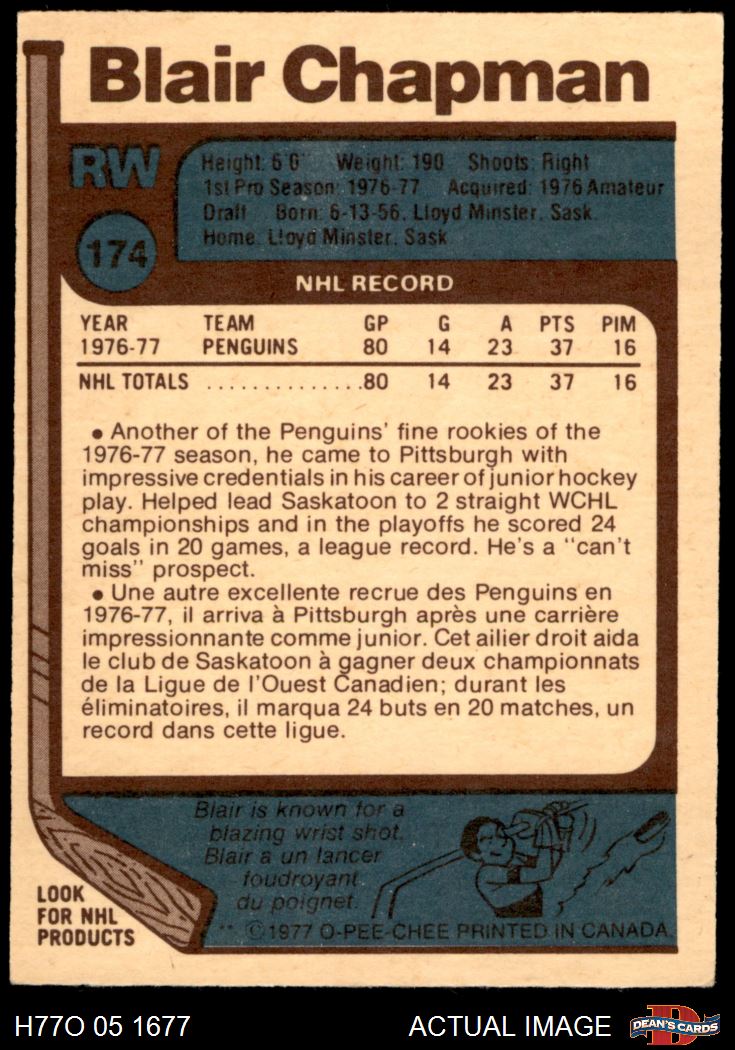 Blair Chapman
RW
174
Height: 6'0" Weight: 190 Shoots: Right
1st Pro Season: 1976-77 Acquired: 1976 Amateur
Draft Born: 6-13-56, Lloyd Minster, Sask.
Home: Lloyd Minster, Sask.
NHL RECORD
YEAR TEAM GP G A PTS PIM
1976-77 PENGUINS 80 14 23 37 16
NHL TOTALS ..............80 14 23 37 16
● Another of the Penguins' fine rookies of the
1976-77 season, he came to Pittsburgh with
impressive credentials in his career of junior hockey
play. Helped lead Saskatoon to 2 straight WCHL
championships and in the playoffs he scored 24
goals in 20 games, a league record. He's a "can't
miss" prospect.
● Une autre excellente recrue des Penguins en
1976-77, il arriva à Pittsburgh après une carrière
impressionnante comme junior. Cet ailier droit aida
le club de Saskatoon à gagner deux championnats
de la Ligue de l'Ouest Canadien; durant les
éliminatoires, il marqua 24 buts en 20 matches, un
record dans cette ligue.
Blair is known for a
blazing wrist shot.
Blair a un lancer
foudroyant
du poignet.
LOOK
FOR NHL
PRODUCTS
** ©1977 O-PEE-CHEE PRINTED IN CANADA.
H77O 05 1677
ACTUAL IMAGE
D
DEAN'S CARDS